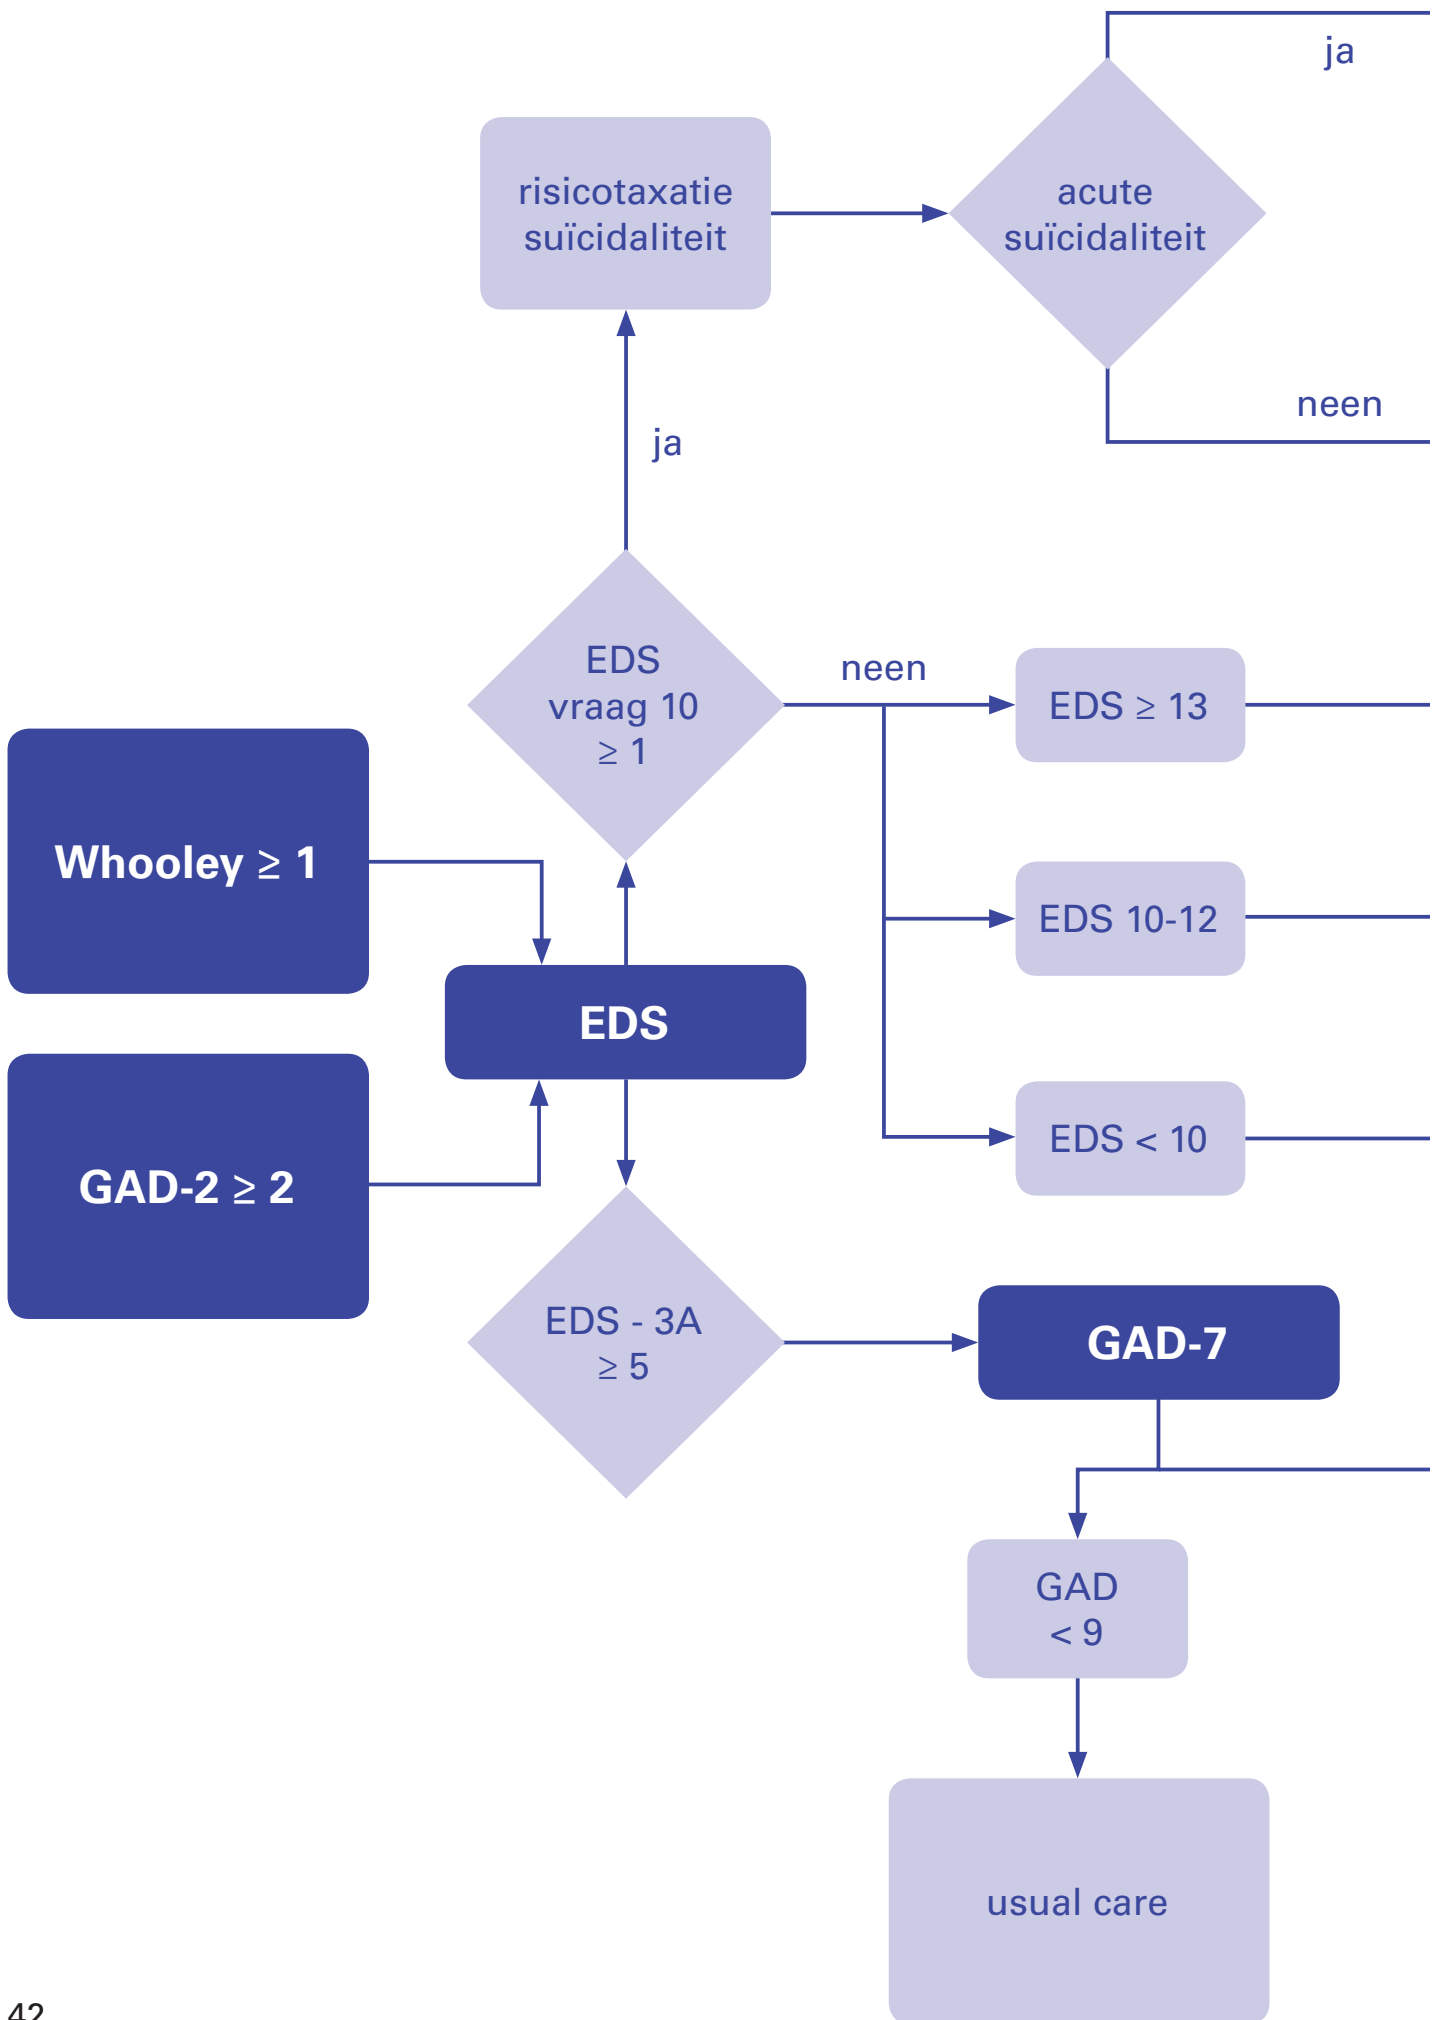 ja
risicotaxatie
suïcidaliteit
acute
suïcidaliteit
neen
ja
EDS
vraag 10
≥ 1
neen
EDS ≥ 13
Whooley ≥ 1
EDS 10-12
EDS
EDS < 10
GAD-2 ≥ 2
EDS - 3A
≥ 5
GAD-7
GAD
< 9
usual care
42